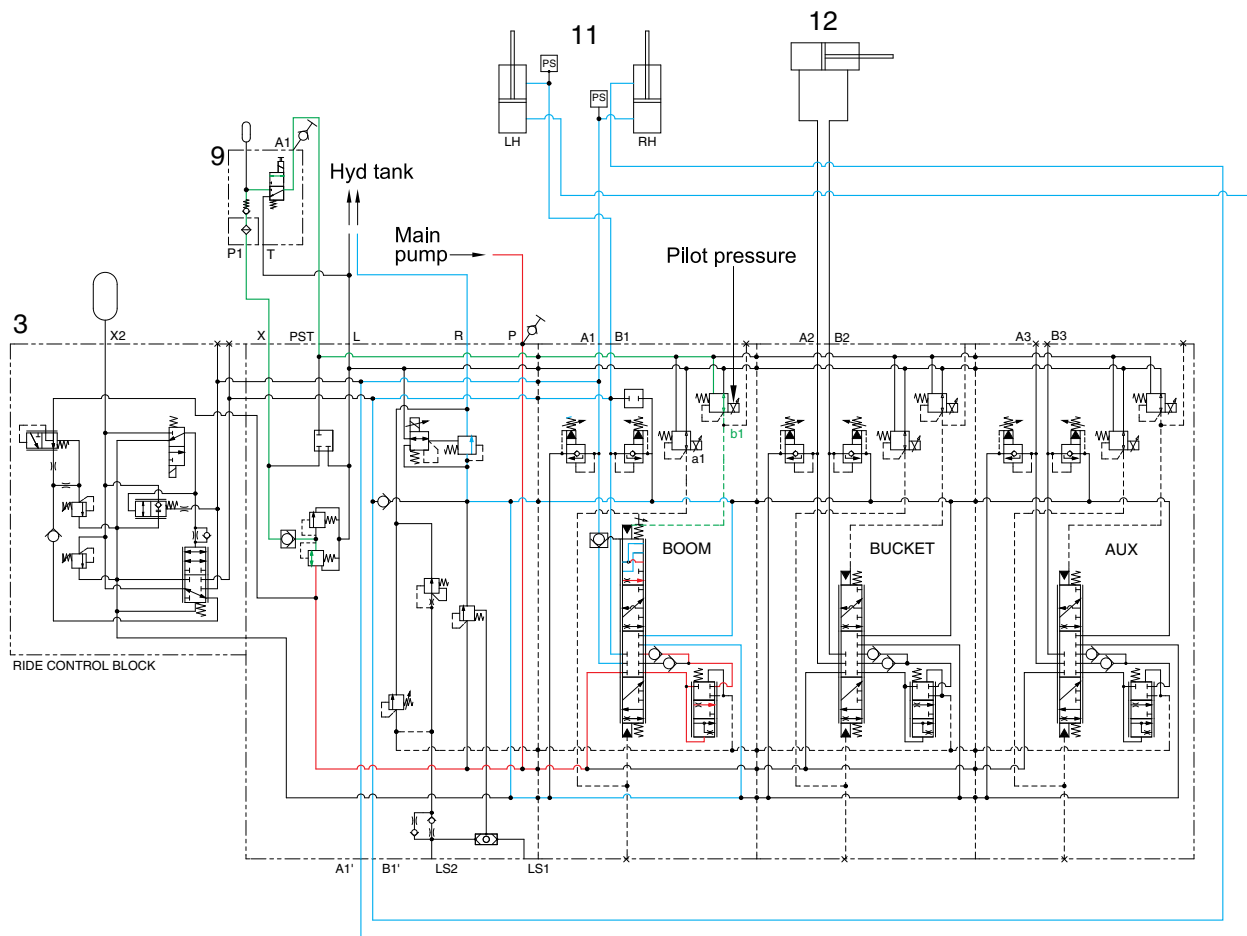 11
12
PS
PS
LH
RH
A1
9
Hyd tank
P1
T
Main
pump
Pilot pressure
3
X2
X
PST
L
R
P
A1
B1
A2
B2
A3
B3
b1
a1
BOOM
BUCKET
AUX
RIDE CONTROL BLOCK
A1'
B1'
LS2
LS1